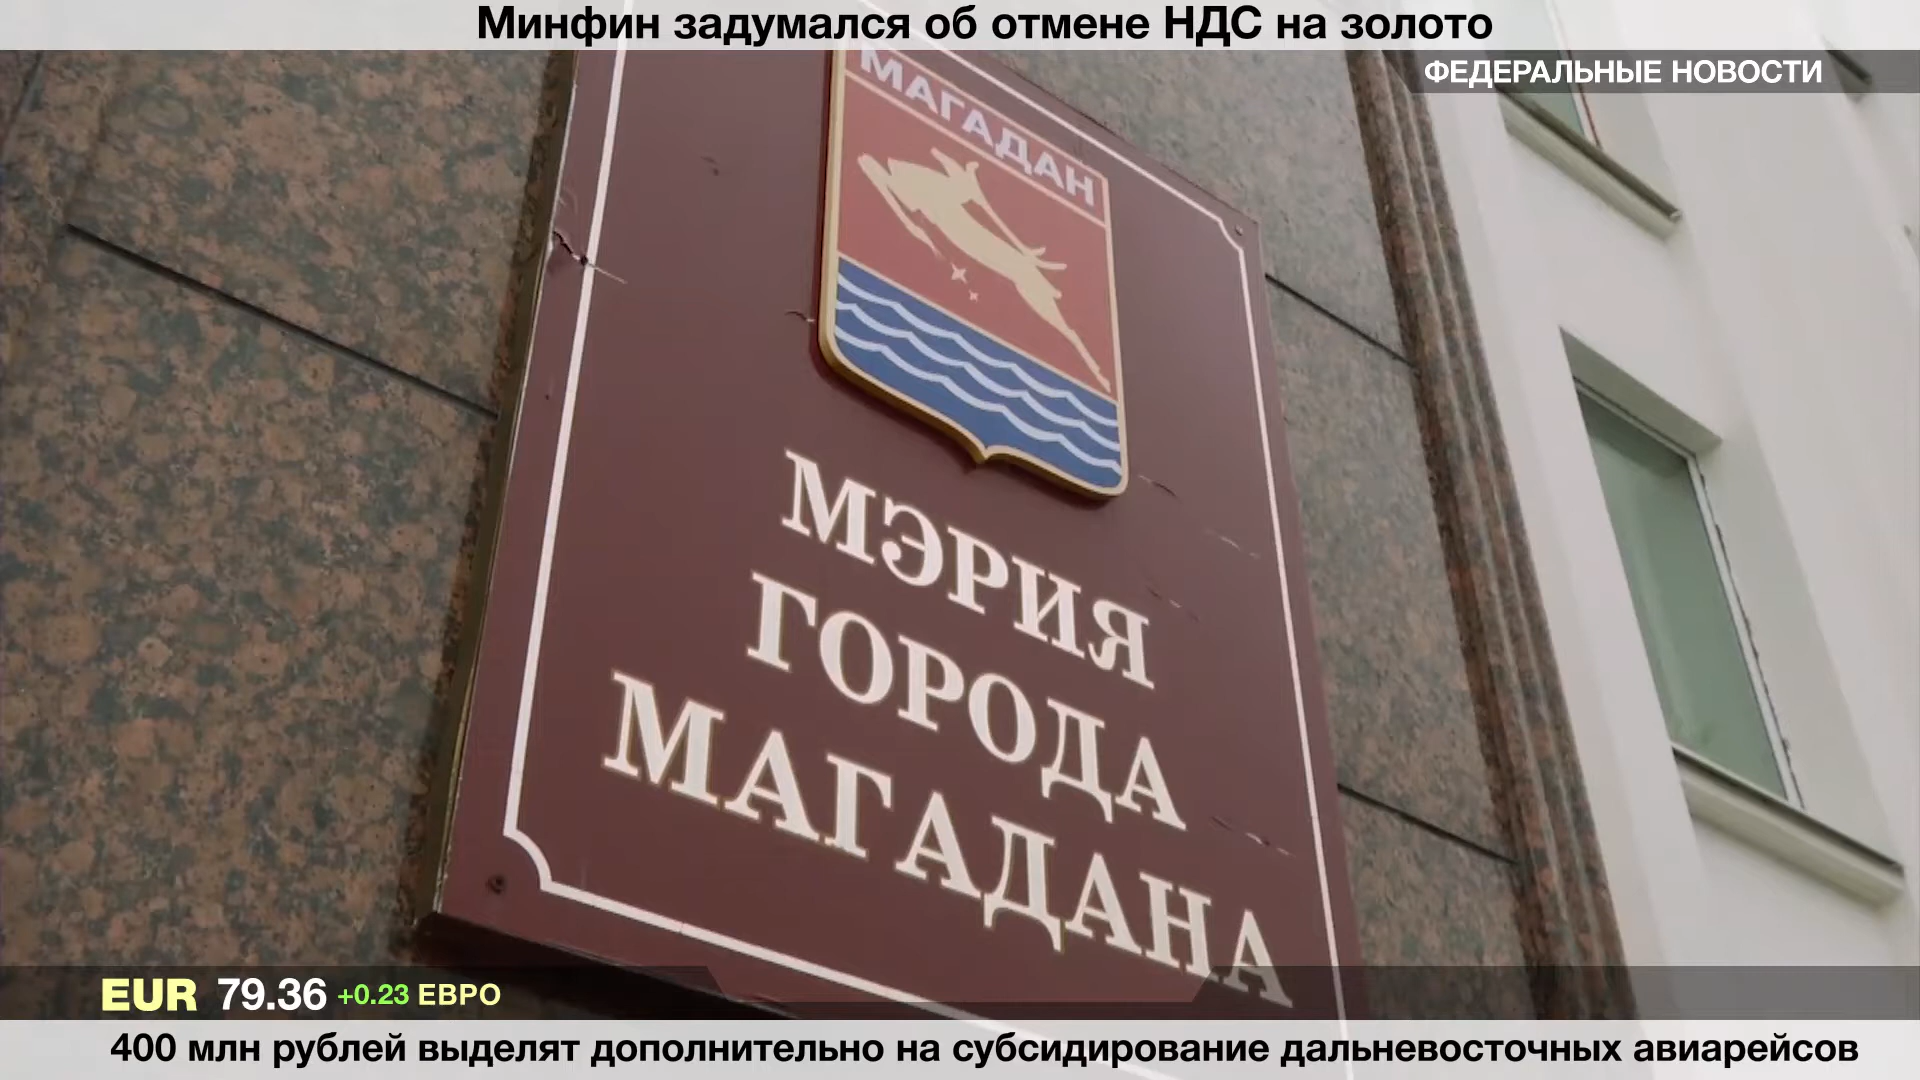 Минфин задумался об отмене НДС на золото
ФЕДЕРАЛЬНЫЕ НОВОСТИ
МАГАДАН
МЭРИЯ
ГОРОДА
МАГАДАНА
EUR 79.36 +0.23 ЕВРО
400 млн рублей выделят дополнительно на субсидирование дальневосточных авиарейсов